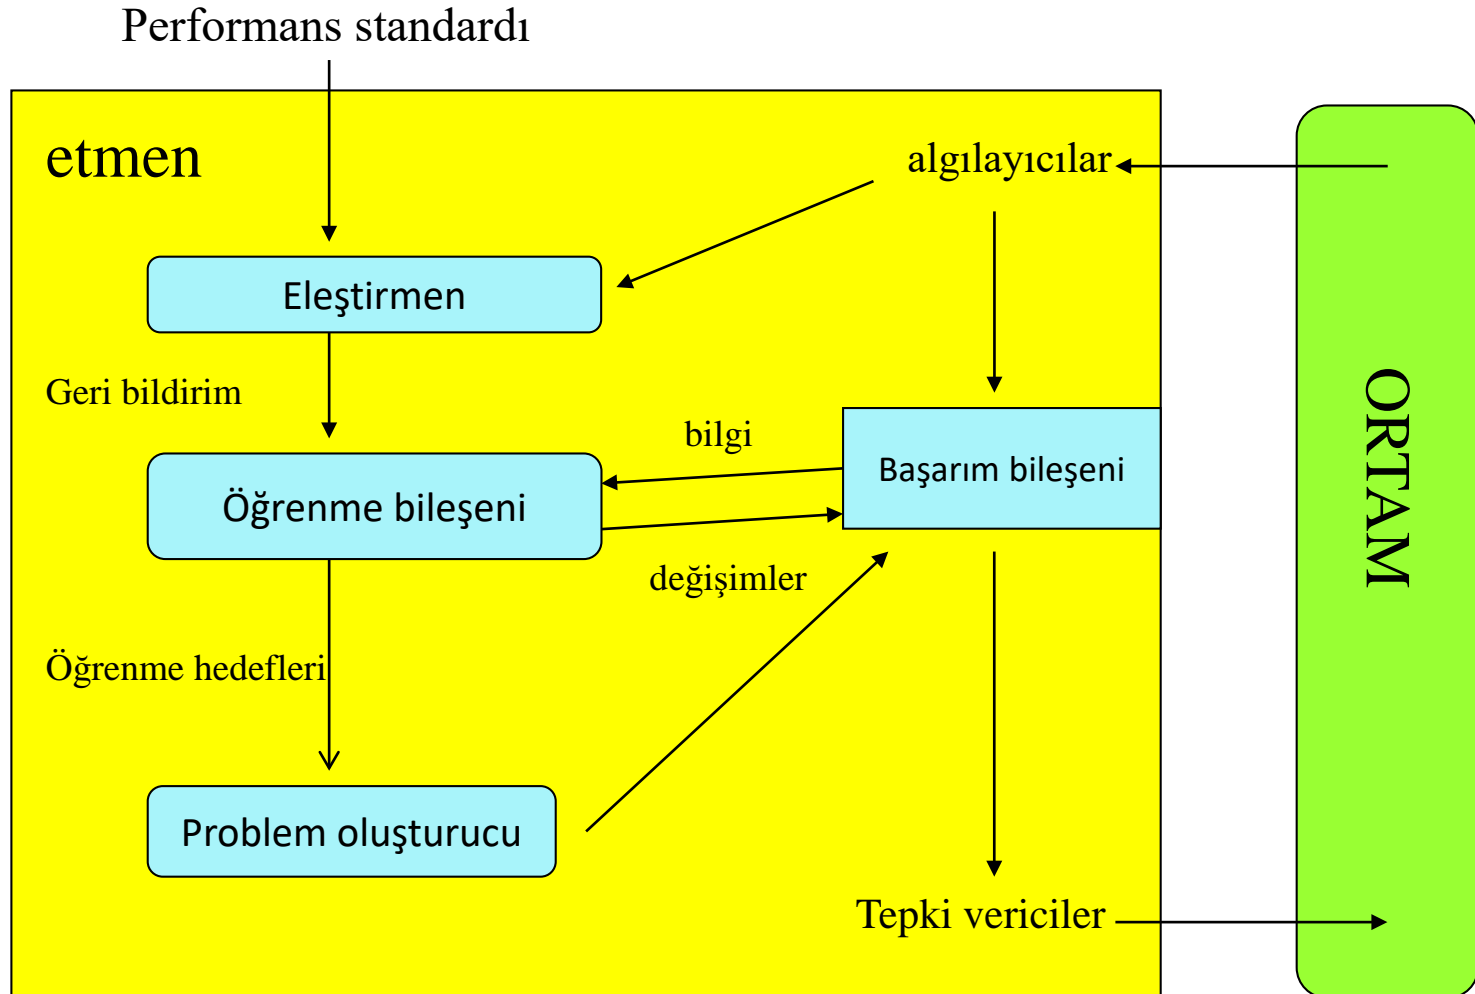 Performans standardı
etmen
algılayıcılar
Eleştirmen
Geri bildirim
bilgi
Başarım bileşeni
Öğrenme bileşeni
değişimler
Öğrenme hedefleri
Problem oluşturucu
Tepki vericiler
ORTAM